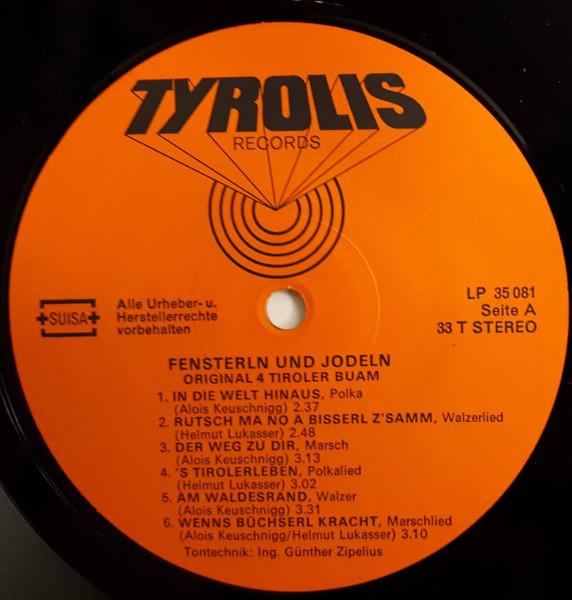 TYROLIS
RECORDS
LP 35 081
Seite A
33 T STEREO
+SUISA+
Alle Urheber- u.
Herstellerrechte
vorbehalten
FENSTERLN UND JODELN
ORIGINAL 4 TIROLER BUAM
1. IN DIE WELT HINAUS, Polka
(Alois Keuschnigg) 2.37
2. RUTSCH MA NO A BISSERL Z'SAMM, Walzerlied
(Helmut Lukasser) 2.48
3. DER WEG ZU DIR, Marsch
(Alois Keuschnigg) 3.13
4. 'S TIROLERLEBEN, Polkalied
(Helmut Lukasser) 3.02
5. AM WALDESRAND, Walzer
(Alois Keuschnigg) 3.31
6. WENNS BÜCHSERL KRACHT, Marschlied
(Alois Keuschnigg/Helmut Lukasser) 3.10
Tontechnik: Ing. Günther Zipelius